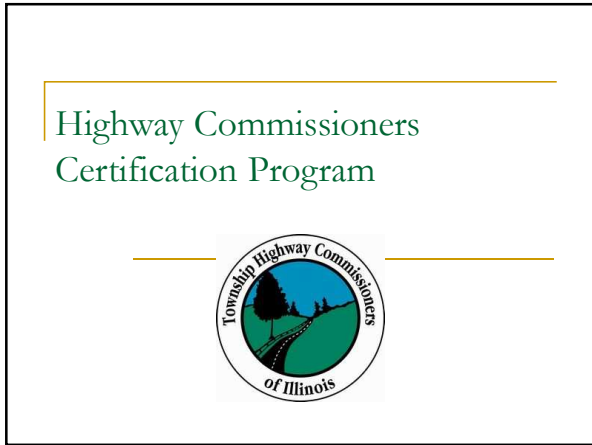 Highway Commissioners
Certification Program
Township Highway Commissioners
of Illinois